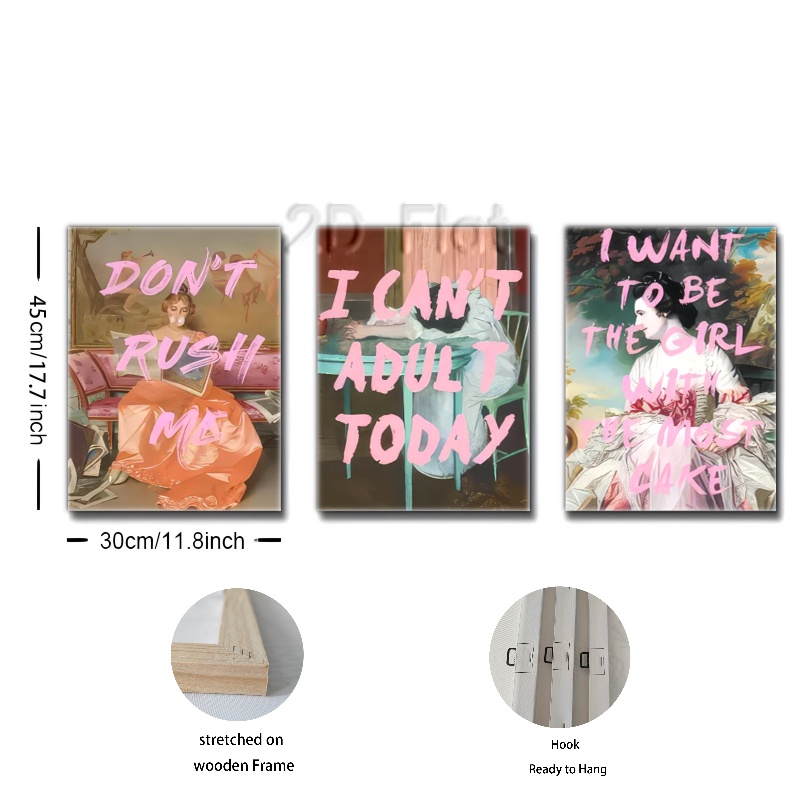 2D Flat
DON'T
RUSH
ME
I CAN'T
ADULT
TODAY
I WANT
TO BE
THE GIRL
WITH
THE MOST
CAKE
45cm/17.7inch
30cm/11.8inch
stretched on
wooden Frame
Hook
Ready to Hang